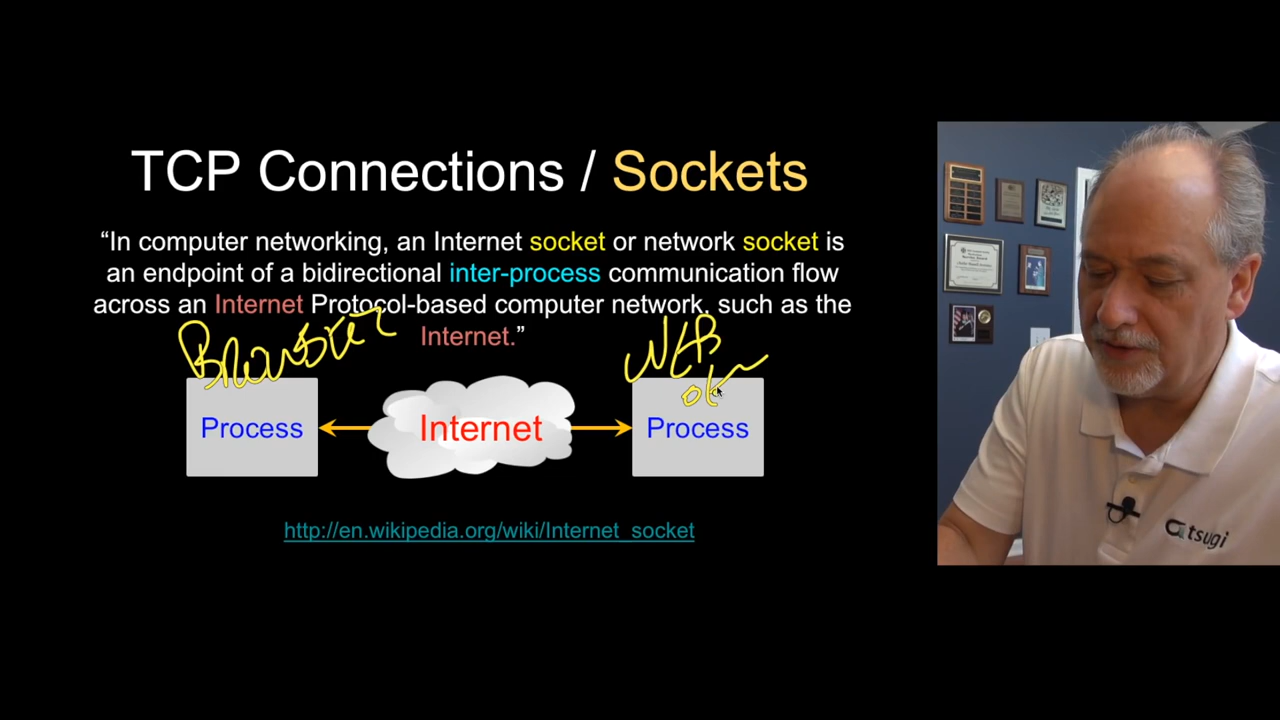 TCP Connections / Sockets
“In computer networking, an Internet socket or network socket is
an endpoint of a bidirectional inter-process communication flow
across an Internet Protocol-based computer network, such as the
Internet.”
Browser
WEB
Process
Internet
Process
http://en.wikipedia.org/wiki/Internet_socket
tsugi